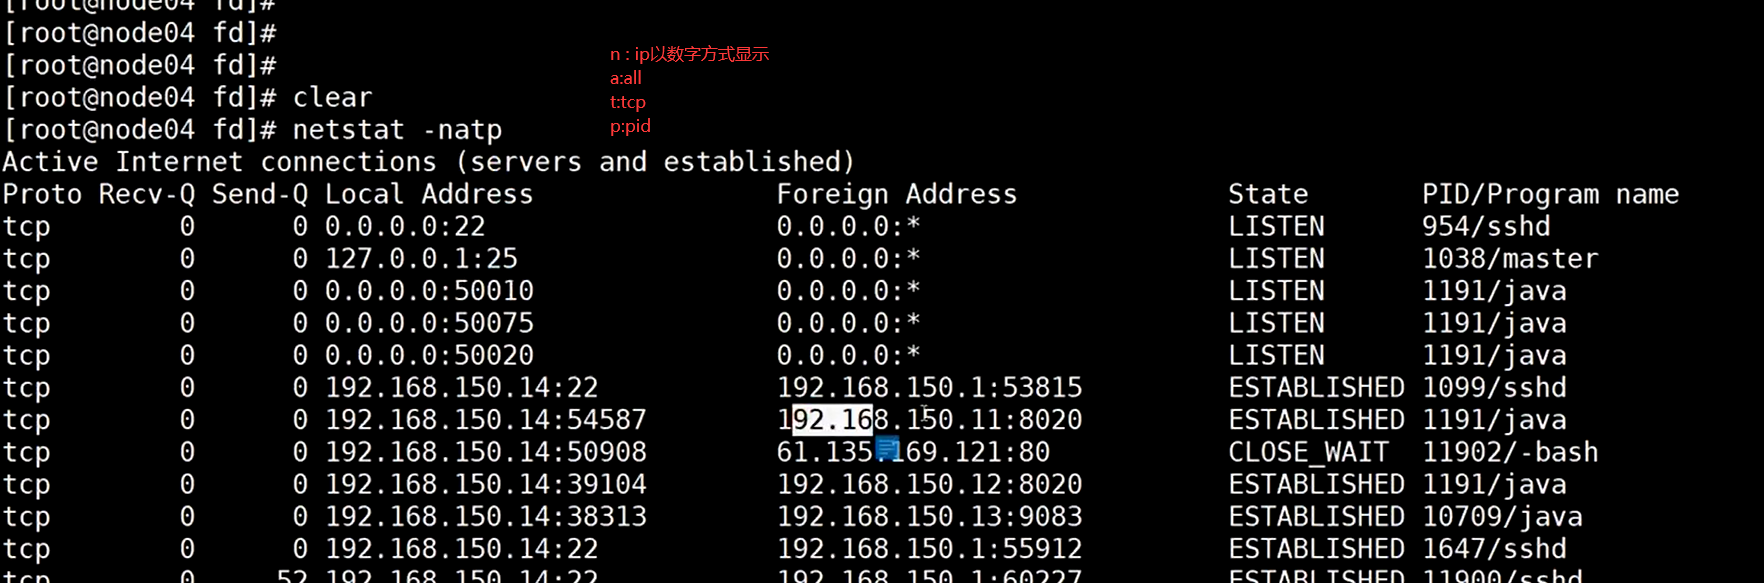 [root@node04 fd]#
[root@node04 fd]#
[root@node04 fd]#
[root@node04 fd]# clear
[root@node04 fd]# netstat -natp
n : ip以数字方式显示
a:all
t:tcp
p:pid
Active Internet connections (servers and established)
Proto Recv-Q Send-Q Local Address Foreign Address State PID/Program name
tcp 0 0 0.0.0.0:22 0.0.0.0:* LISTEN 954/sshd
tcp 0 0 127.0.0.1:25 0.0.0.0:* LISTEN 1038/master
tcp 0 0 0.0.0.0:50010 0.0.0.0:* LISTEN 1191/java
tcp 0 0 0.0.0.0:50075 0.0.0.0:* LISTEN 1191/java
tcp 0 0 0.0.0.0:50020 0.0.0.0:* LISTEN 1191/java
tcp 0 0 192.168.150.14:22 192.168.150.1:53815 ESTABLISHED 1099/sshd
tcp 0 0 192.168.150.14:54587 192.168.150.11:8020 ESTABLISHED 1191/java
tcp 0 0 192.168.150.14:50908 61.135.169.121:80 CLOSE_WAIT 11902/-bash
tcp 0 0 192.168.150.14:39104 192.168.150.12:8020 ESTABLISHED 1191/java
tcp 0 0 192.168.150.14:38313 192.168.150.13:9083 ESTABLISHED 10709/java
tcp 0 0 192.168.150.14:22 192.168.150.1:55912 ESTABLISHED 1647/sshd
tcp 0 52 192.168.150.14:22 192.168.150.1:60227 ESTABLISHED 11900/sshd